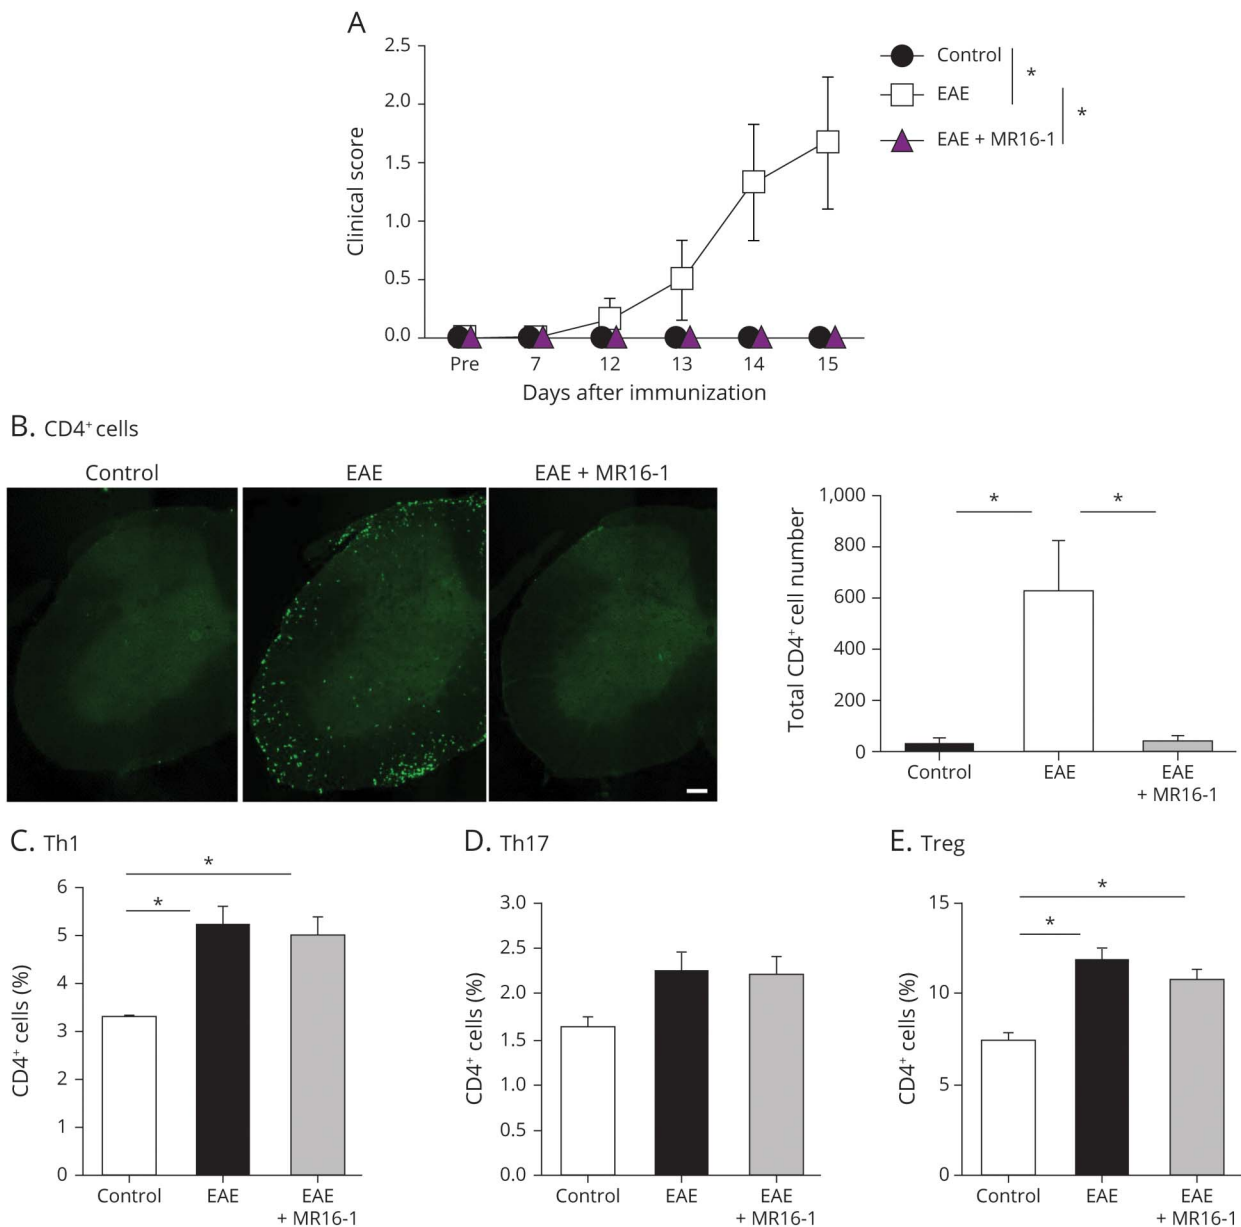 A
2.5
2.0
1.5
1.0
0.5
0.0
Clinical score
Pre 7 12 13 14 15
Days after immunization
Control
EAE
EAE + MR16-1
*
*
B. CD4⁺ cells
Control EAE EAE + MR16-1
1,000
800
600
400
200
0
Total CD4⁺ cell number
* *
Control EAE EAE
+ MR16-1
C. Th1
6
5
4
3
2
1
0
CD4⁺ cells (%)
*
*
Control EAE EAE
+ MR16-1
D. Th17
3.0
2.5
2.0
1.5
1.0
0.5
0.0
CD4⁺ cells (%)
Control EAE EAE
+ MR16-1
E. Treg
15
10
5
0
CD4⁺ cells (%)
*
*
Control EAE EAE
+ MR16-1